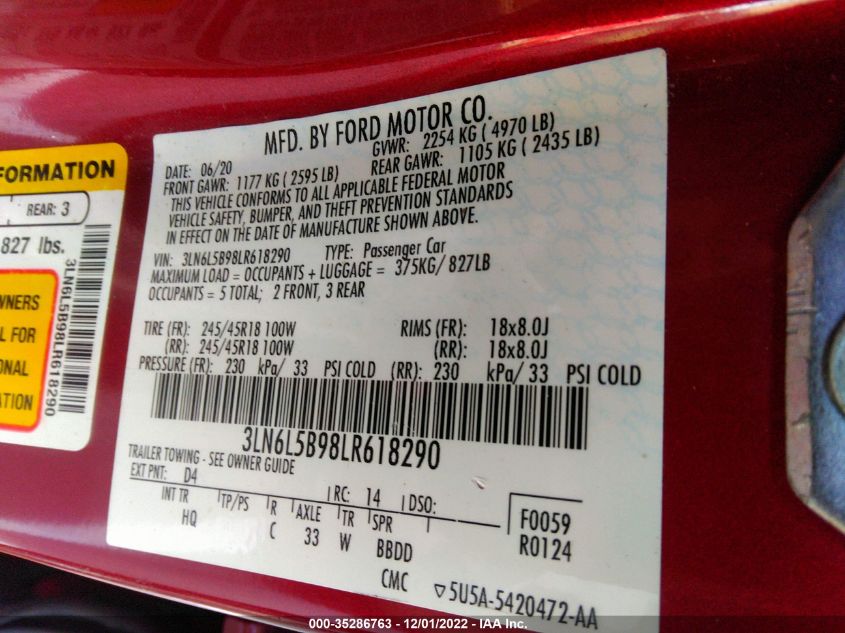 MFD. BY FORD MOTOR CO.
DATE: 06/20 GVWR: 2254 KG ( 4970 LB)
FRONT GAWR: 1177 KG ( 2595 LB) REAR GAWR: 1105 KG ( 2435 LB)
THIS VEHICLE CONFORMS TO ALL APPLICABLE FEDERAL MOTOR
VEHICLE SAFETY, BUMPER, AND THEFT PREVENTION STANDARDS
IN EFFECT ON THE DATE OF MANUFACTURE SHOWN ABOVE.
VIN: 3LN6L5B98LR618290 TYPE: Passenger Car
MAXIMUM LOAD = OCCUPANTS + LUGGAGE = 375KG/ 827LB
OCCUPANTS = 5 TOTAL; 2 FRONT, 3 REAR
TIRE (FR): 245/45R18 100W RIMS (FR): 18x8.0J
(RR): 245/45R18 100W (RR): 18x8.0J
PRESSURE (FR): 230 kPa/ 33 PSI COLD (RR): 230 kPa/ 33 PSI COLD
3LN6L5B98LR618290
TRAILER TOWING - SEE OWNER GUIDE
EXT PNT: D4 RC: 14 DSO:
INT TR TP/PS R AXLE TR SPR
HQ C 33 W BBDD
CMC
F0059
R0124
5U5A-5420472-AA
FORMATION
REAR: 3
827 lbs.
3LN6L5B98LR618290
WNERS
L FOR
ONAL
ATION
000-35286763 - 12/01/2022 - IAA Inc.